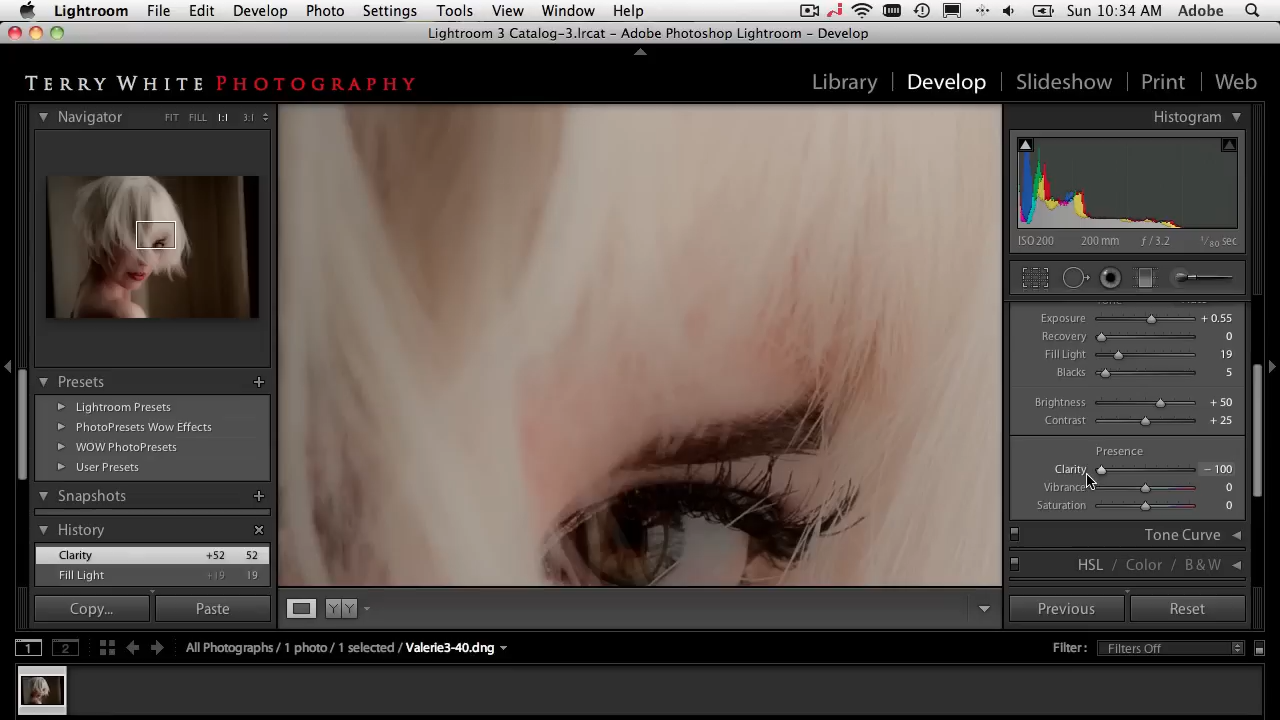 Lightroom File Edit Develop Photo Settings Tools View Window Help Sun 10:34 AM Adobe
Lightroom 3 Catalog-3.lrcat - Adobe Photoshop Lightroom - Develop
TERRY WHITE PHOTOGRAPHY
Library Develop Slideshow Print Web
Navigator FIT FILL 1:1 3:1
Histogram
ISO 200 200 mm f / 3.2 1/80 sec
Exposure + 0.55
Recovery 0
Fill Light 19
Blacks 5
Brightness + 50
Contrast + 25
Presence
Clarity - 100
Vibrance 0
Saturation 0
Tone Curve
HSL / Color / B & W
Presets
Lightroom Presets
PhotoPresets Wow Effects
WOW PhotoPresets
User Presets
Snapshots
History
Clarity +52 52
Fill Light +19 19
Copy... Paste
Y Y
Previous Reset
1 2 All Photographs / 1 photo / 1 selected / Valerie3-40.dng
Filter : Filters Off